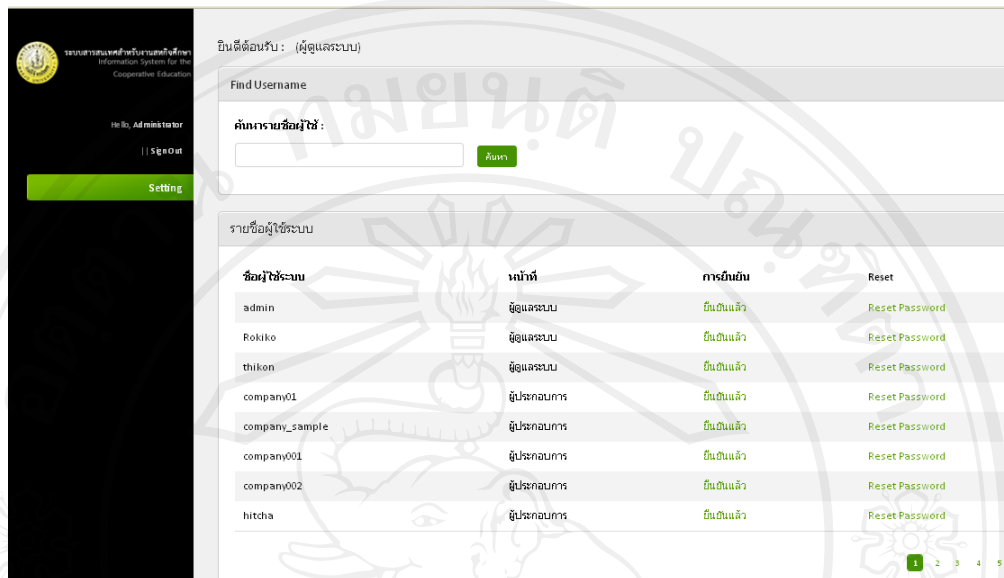 ระบบสารสนเทศสำหรับงานสหกิจศึกษา
Information System for the
Cooperative Education
Hello, Administrator
|| Sign Out
Setting
ยินดีต้อนรับ : (ผู้ดูแลระบบ)
Find Username
ค้นหารายชื่อผู้ใช้ :
ค้นหา
รายชื่อผู้ใช้ระบบ
ชื่อผู้ใช้ระบบ หน้าที่ การยืนยัน Reset
admin ผู้ดูแลระบบ ยืนยันแล้ว Reset Password
Rokiko ผู้ดูแลระบบ ยืนยันแล้ว Reset Password
thikon ผู้ดูแลระบบ ยืนยันแล้ว Reset Password
company01 ผู้ประกอบการ ยืนยันแล้ว Reset Password
company_sample ผู้ประกอบการ ยืนยันแล้ว Reset Password
company001 ผู้ประกอบการ ยืนยันแล้ว Reset Password
company002 ผู้ประกอบการ ยืนยันแล้ว Reset Password
hitcha ผู้ประกอบการ ยืนยันแล้ว Reset Password
1 2 3 4 5